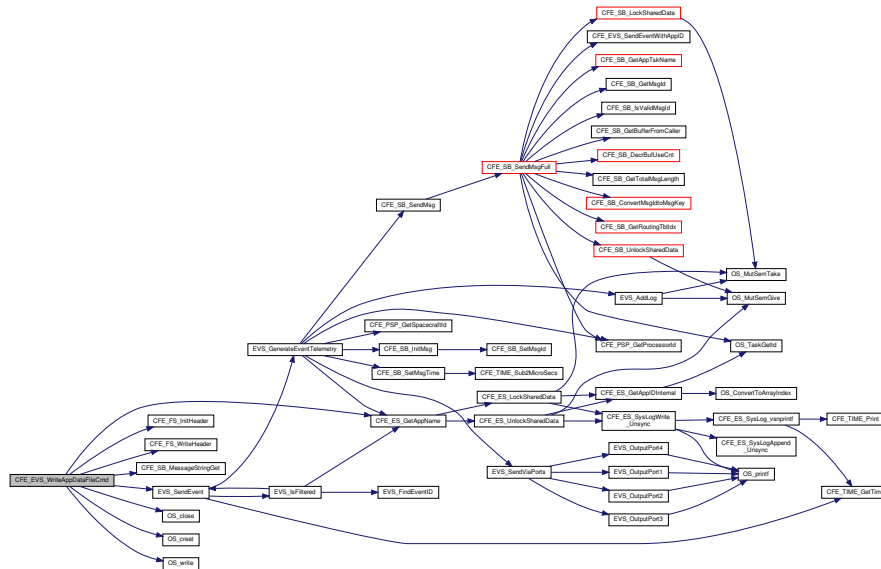 CFE_SB_LockSharedData
CFE_EVS_SendEventWithAppID
CFE_SB_GetAppTskName
CFE_SB_GetMsgId
CFE_SB_IsValidMsgId
CFE_SB_GetBufferFromCaller
CFE_SB_DecrBufUseCnt
CFE_SB_SendMsgFull
CFE_SB_GetTotalMsgLength
CFE_SB_ConvertMsgIdtoMsgKey
CFE_SB_SendMsg
CFE_SB_GetRoutingTblIdx
CFE_SB_UnlockSharedData
OS_MutSemTake
EVS_AddLog
OS_MutSemGive
CFE_PSP_GetSpacecraftId
EVS_GenerateEventTelemetry
CFE_SB_InitMsg
CFE_SB_SetMsgId
CFE_PSP_GetProcessorId
OS_TaskGetId
CFE_SB_SetMsgTime
CFE_TIME_Sub2MicroSecs
CFE_ES_LockSharedData
CFE_ES_GetAppIDInternal
OS_ConvertToArrayIndex
CFE_FS_InitHeader
CFE_ES_GetAppName
CFE_ES_UnlockSharedData
CFE_ES_SysLogWrite
_Unsync
CFE_ES_SysLog_vsnprintf
CFE_TIME_Print
CFE_FS_WriteHeader
CFE_ES_SysLogAppend
_Unsync
EVS_OutputPort4
CFE_SB_MessageStringGet
EVS_SendViaPorts
EVS_OutputPort1
OS_printf
CFE_EVS_WriteAppDataFileCmd
EVS_SendEvent
EVS_IsFiltered
EVS_FindEventID
EVS_OutputPort2
CFE_TIME_GetTime
OS_close
EVS_OutputPort3
OS_creat
OS_write